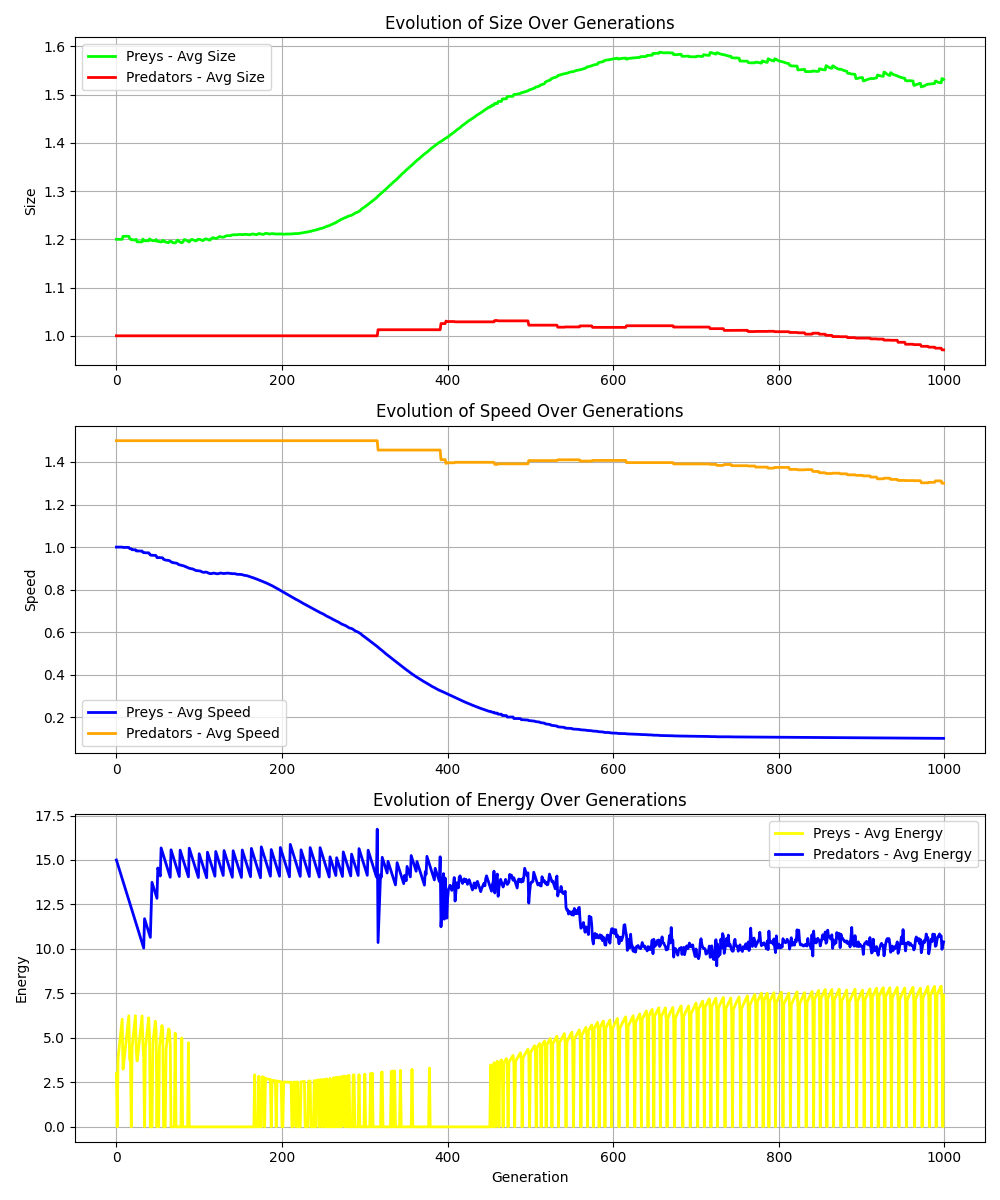 Evolution of Size Over Generations
Preys - Avg Size
Predators - Avg Size
1.6
1.5
1.4
1.3
1.2
1.1
1.0
Size
0 200 400 600 800 1000
Evolution of Speed Over Generations
1.4
1.2
1.0
0.8
0.6
0.4
0.2
Speed
Preys - Avg Speed
Predators - Avg Speed
0 200 400 600 800 1000
Evolution of Energy Over Generations
Preys - Avg Energy
Predators - Avg Energy
17.5
15.0
12.5
10.0
7.5
5.0
2.5
0.0
Energy
0 200 400 600 800 1000
Generation